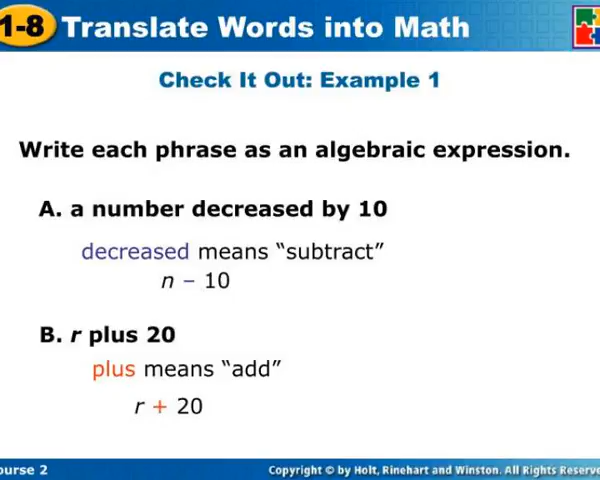 1-8 Translate Words into Math
Check It Out: Example 1
Write each phrase as an algebraic expression.
A. a number decreased by 10
decreased means “subtract”
n – 10
B. r plus 20
plus means “add”
r + 20
ourse 2 Copyright © by Holt, Rinehart and Winston. All Rights Reserve